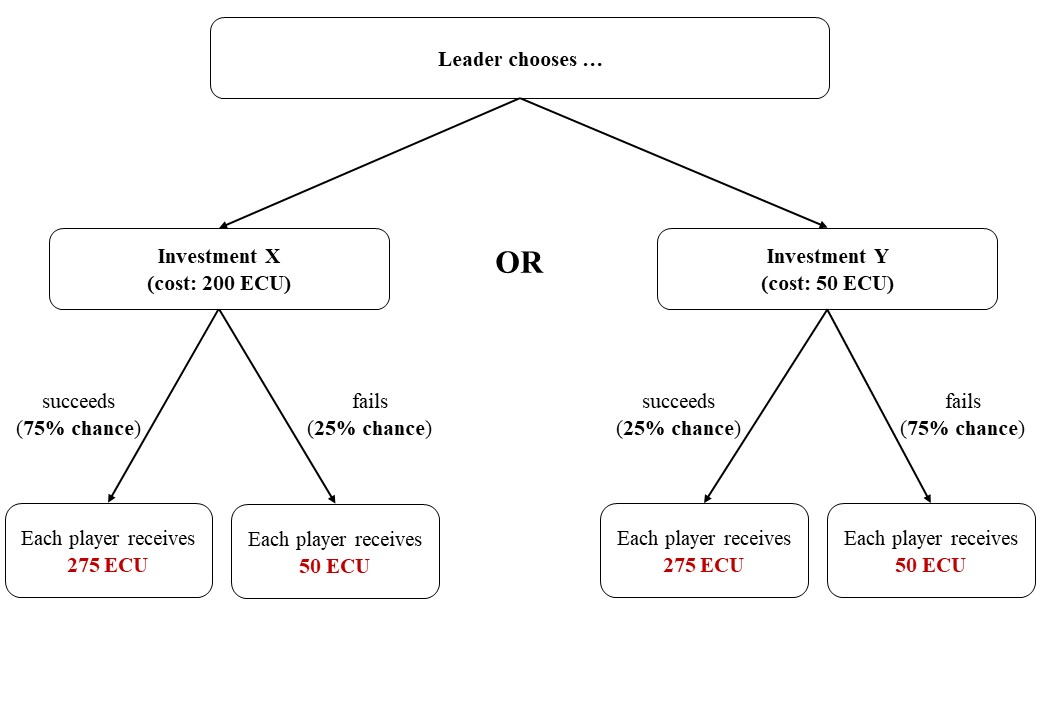 Leader chooses …
Investment X
(cost: 200 ECU)
OR
Investment Y
(cost: 50 ECU)
succeeds
(75% chance)
fails
(25% chance)
succeeds
(25% chance)
fails
(75% chance)
Each player receives
275 ECU
Each player receives
50 ECU
Each player receives
275 ECU
Each player receives
50 ECU